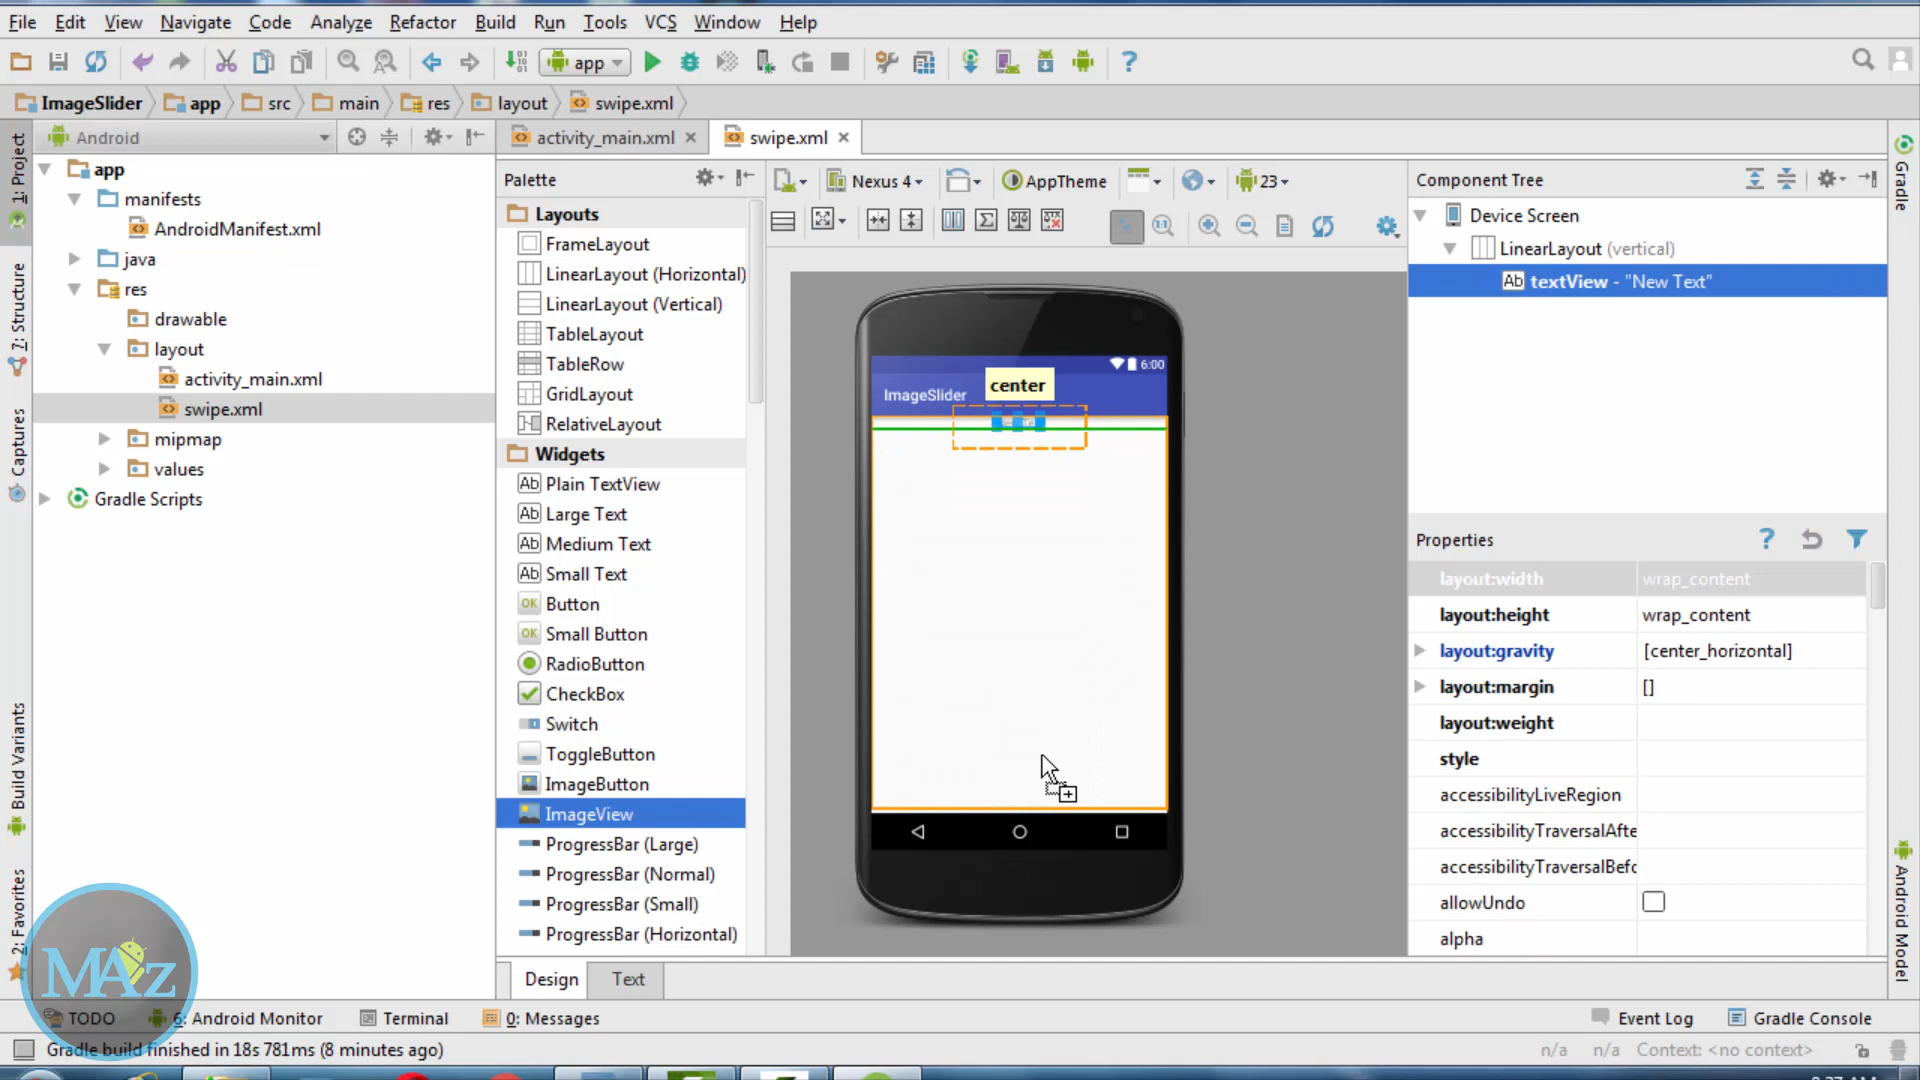 File Edit View Navigate Code Analyze Refactor Build Run Tools VCS Window Help
app
ImageSlider app src main res layout swipe.xml
Android
activity_main.xml
swipe.xml
1: Project
7: Structure
Captures
Build Variants
2: Favorites
app
manifests
AndroidManifest.xml
java
res
drawable
layout
activity_main.xml
swipe.xml
mipmap
values
Gradle Scripts
Palette
Layouts
FrameLayout
LinearLayout (Horizontal)
LinearLayout (Vertical)
TableLayout
TableRow
GridLayout
RelativeLayout
Widgets
Ab Plain TextView
Ab Large Text
Ab Medium Text
Ab Small Text
OK Button
OK Small Button
RadioButton
CheckBox
Switch
ToggleButton
ImageButton
ImageView
ProgressBar (Large)
ProgressBar (Normal)
ProgressBar (Small)
ProgressBar (Horizontal)
Nexus 4 AppTheme 23
6:00
center
ImageSlider
Component Tree
Device Screen
LinearLayout (vertical)
Ab textView - "New Text"
Properties
layout:width wrap_content
layout:height wrap_content
layout:gravity [center_horizontal]
layout:margin []
layout:weight
style
accessibilityLiveRegion
accessibilityTraversalAfte
accessibilityTraversalBefo
allowUndo
alpha
Gradle
Android Model
Design Text
MAz
TODO 6: Android Monitor Terminal 0: Messages Event Log Gradle Console
Gradle build finished in 18s 781ms (8 minutes ago) n/a n/a Context: <no context>